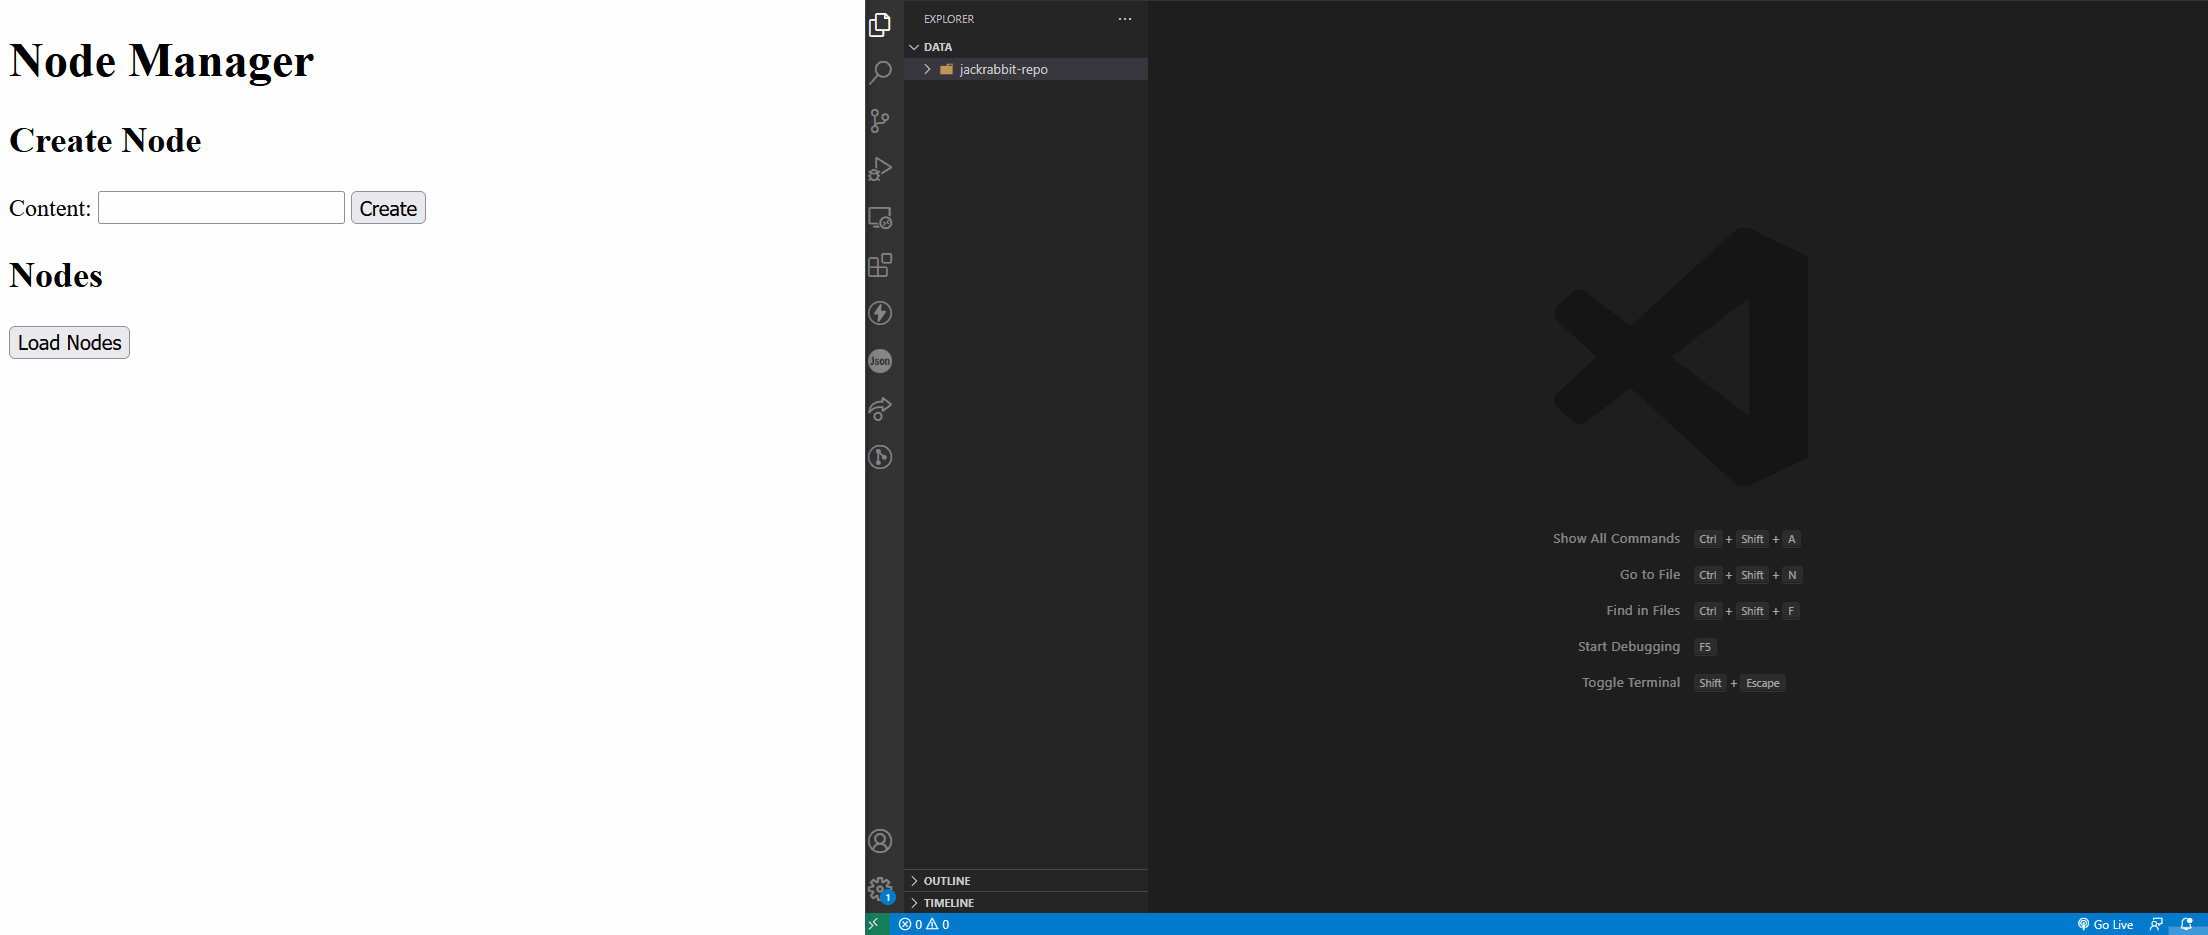 Node Manager
Create Node
Content: Create
Nodes
Load Nodes
EXPLORER
DATA
jackrabbit-repo
Json
Show All Commands Ctrl + Shift + A
Go to File Ctrl + Shift + N
Find in Files Ctrl + Shift + F
Start Debugging F5
Toggle Terminal Shift + Escape
OUTLINE
1
TIMELINE
0 0 Go Live